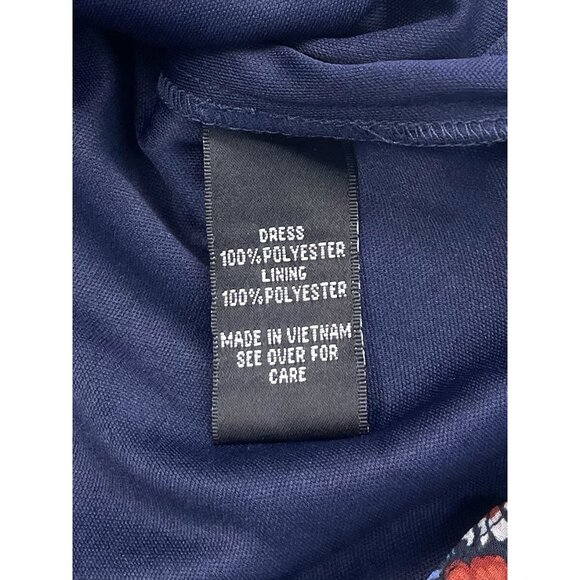 DRESS
100%POLYESTER
LINING
100%POLYESTER
MADE IN VIETNAM
SEE OVER FOR
CARE